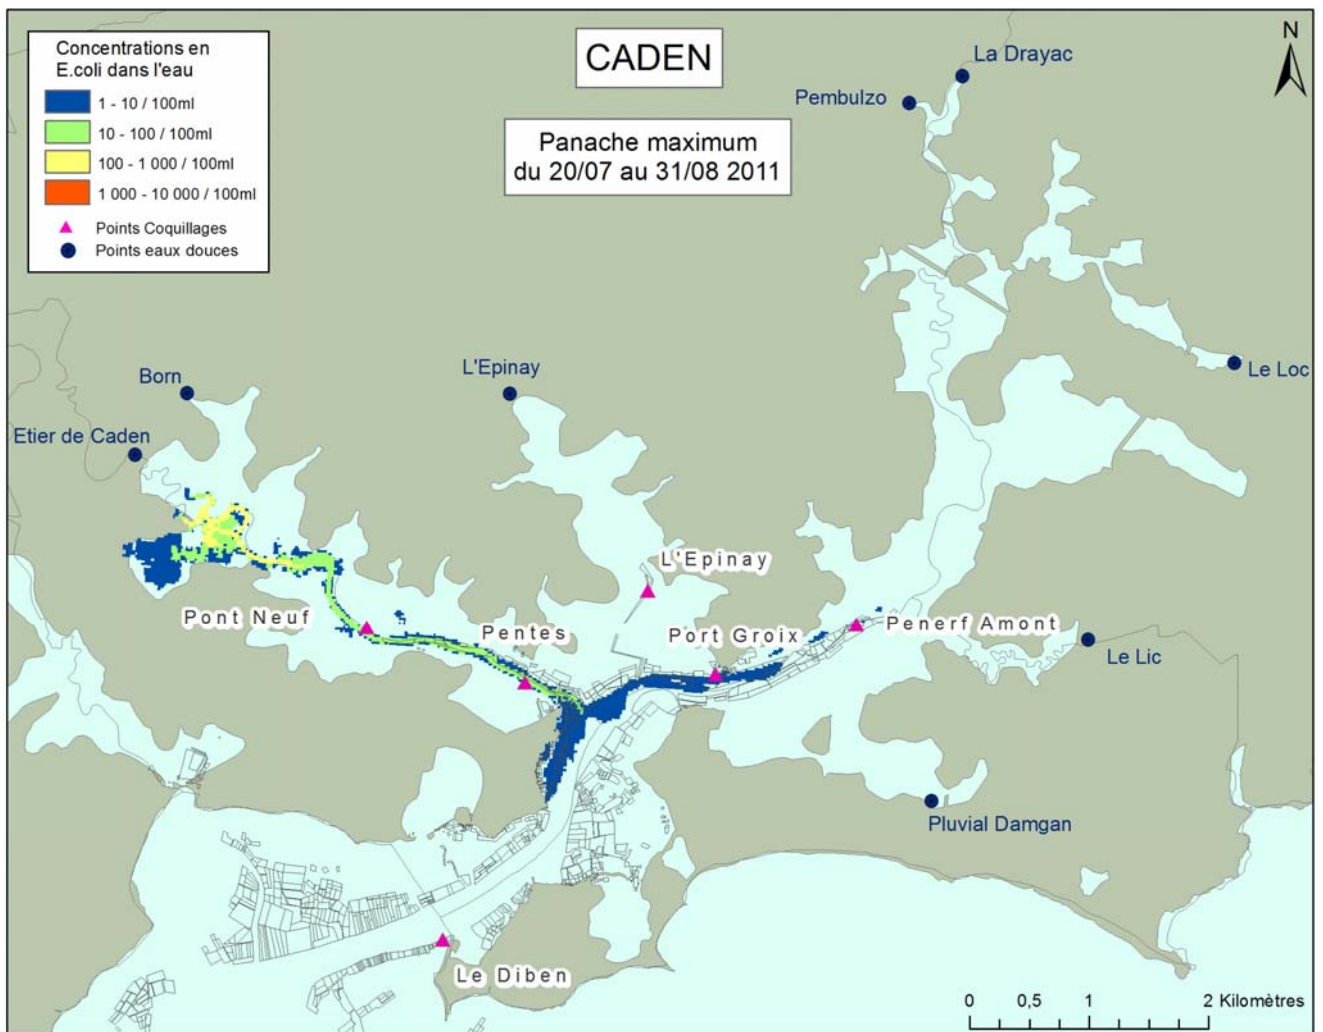 Concentrations en
E.coli dans l'eau
1 - 10 / 100ml
10 - 100 / 100ml
100 - 1 000 / 100ml
1 000 - 10 000 / 100ml
Points Coquillages
Points eaux douces
CADEN
Panache maximum
du 20/07 au 31/08 2011
N
La Drayac
Pembulzo
Le Loc
Born
L'Epinay
Etier de Caden
L'Epinay
Pont Neuf
Pentes
Port Groix
Penerf Amont
Le Lic
Pluvial Damgan
Le Diben
0 0,5 1 2 Kilomètres